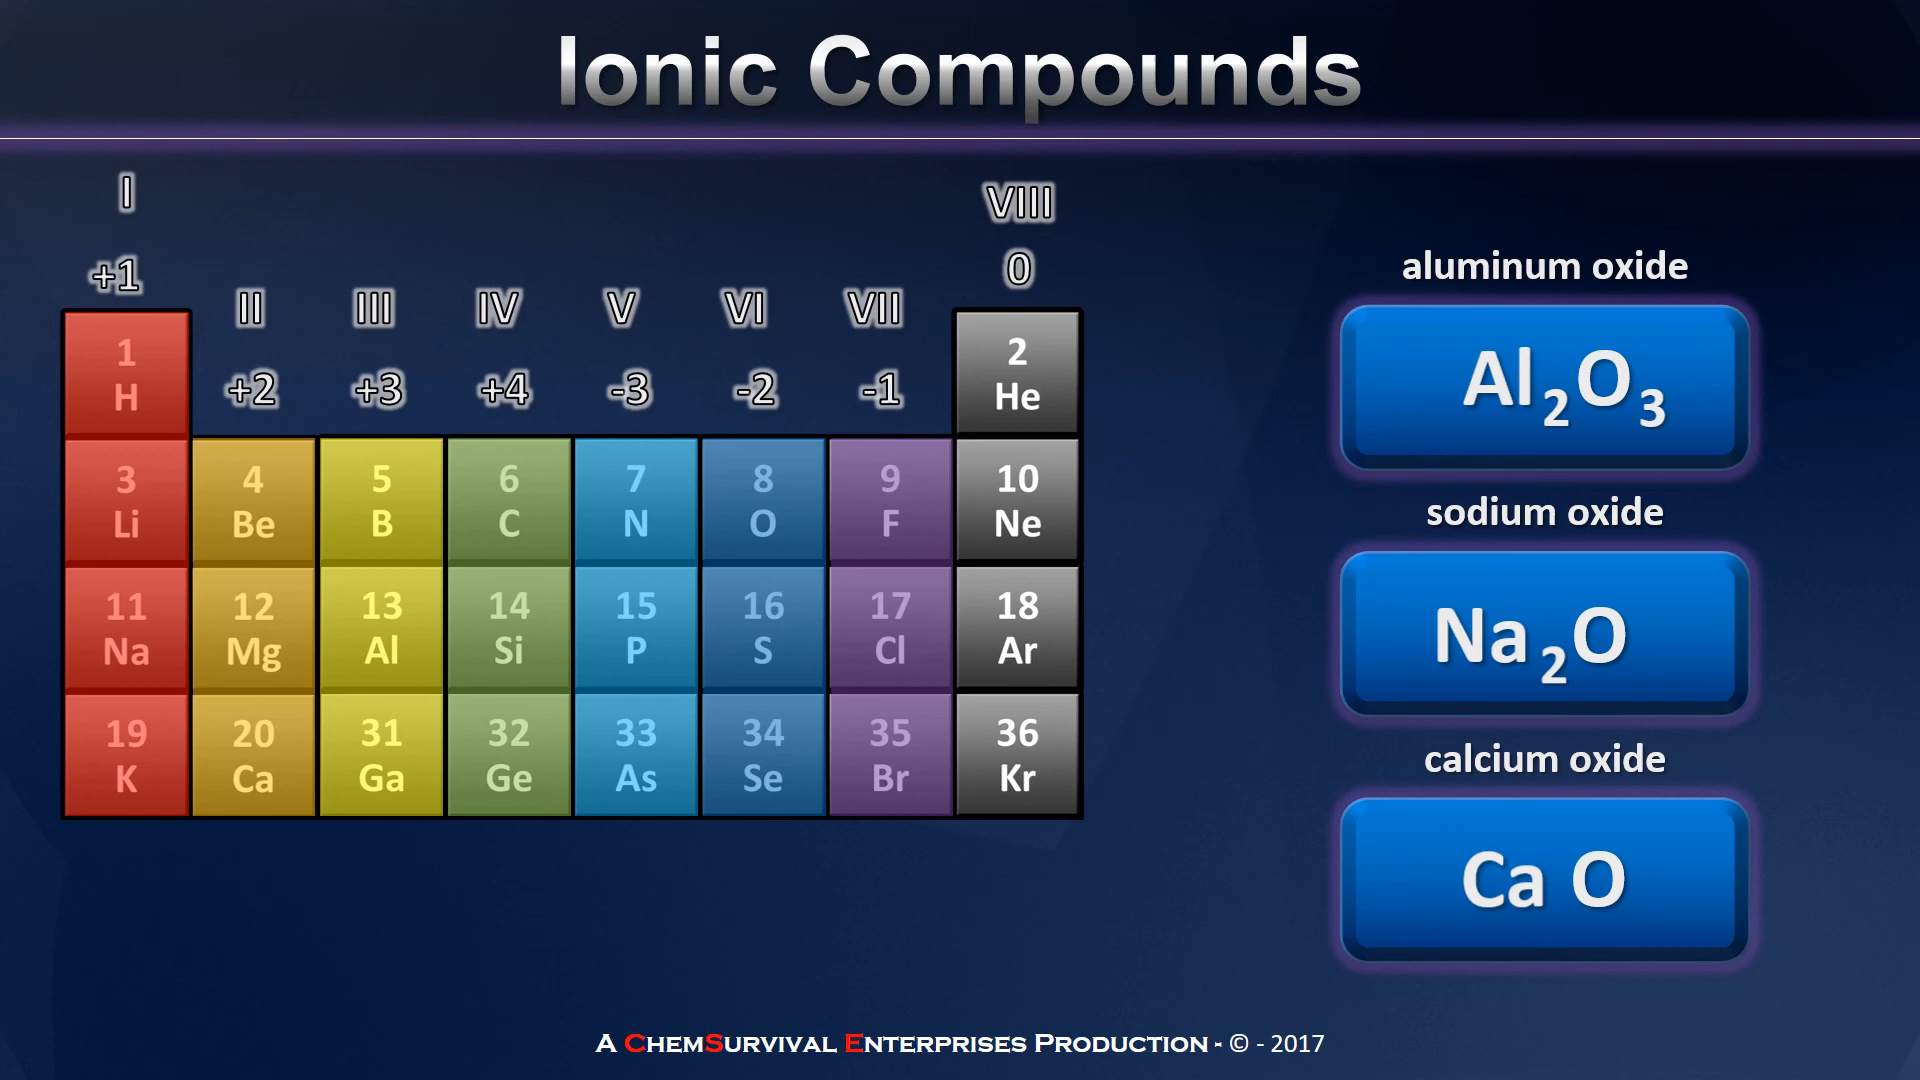 Ionic Compounds
I VIII
+1 0
II III IV V VI VII
+2 +3 +4 -3 -2 -1
1 2
H He
3 4 5 6 7 8 9 10
Li Be B C N O F Ne
11 12 13 14 15 16 17 18
Na Mg Al Si P S Cl Ar
19 20 31 32 33 34 35 36
K Ca Ga Ge As Se Br Kr
aluminum oxide
Al₂O₃
sodium oxide
Na₂O
calcium oxide
Ca O
A ChemSurvival Enterprises Production - © - 2017